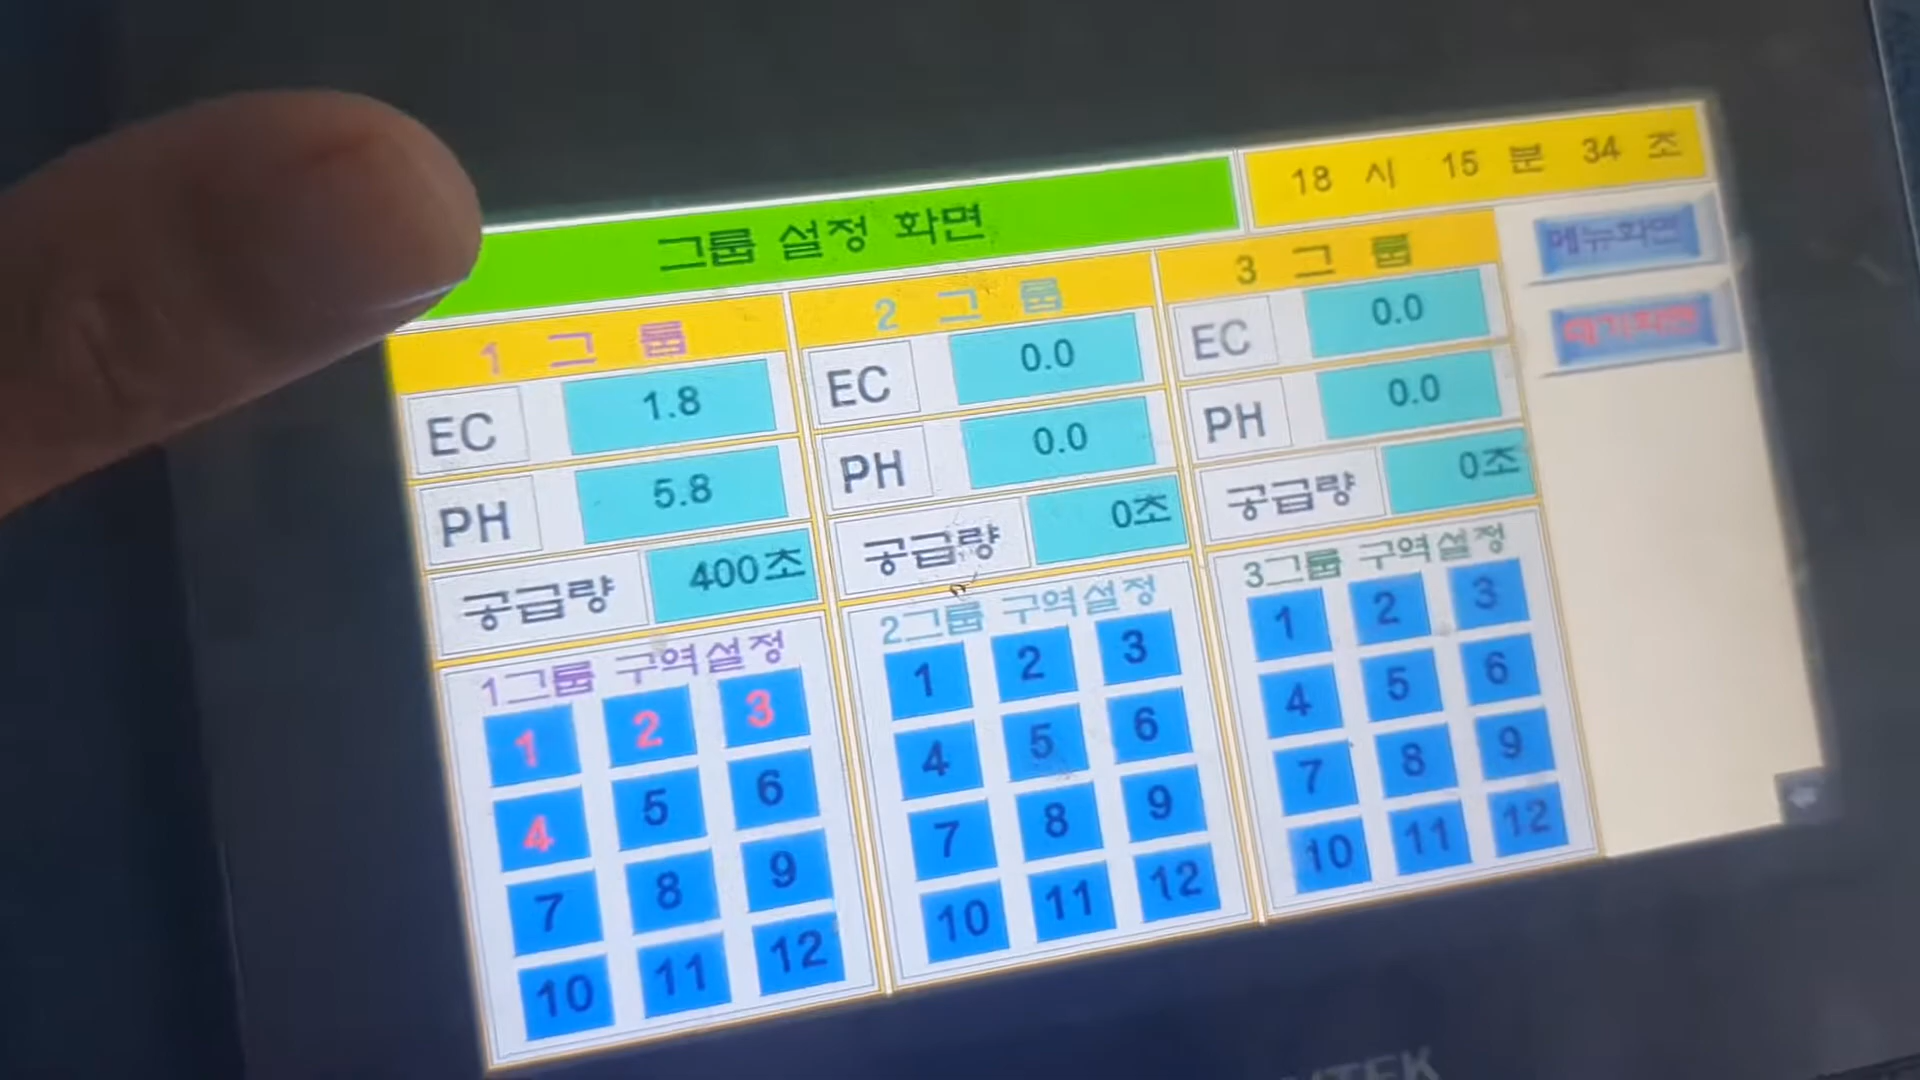 그룹 설정 화면
18 시 15 분 34 조
메뉴화면
대기화면
1 그 룹
EC 1.8
PH 5.8
공급량 400초
1그룹 구역설정
1 2 3
4 5 6
7 8 9
10 11 12
2 그 룹
EC 0.0
PH 0.0
공급량 0초
2그룹 구역설정
1 2 3
4 5 6
7 8 9
10 11 12
3 그 룹
EC 0.0
PH 0.0
공급량 0조
3그룹 구역설정
1 2 3
4 5 6
7 8 9
10 11 12